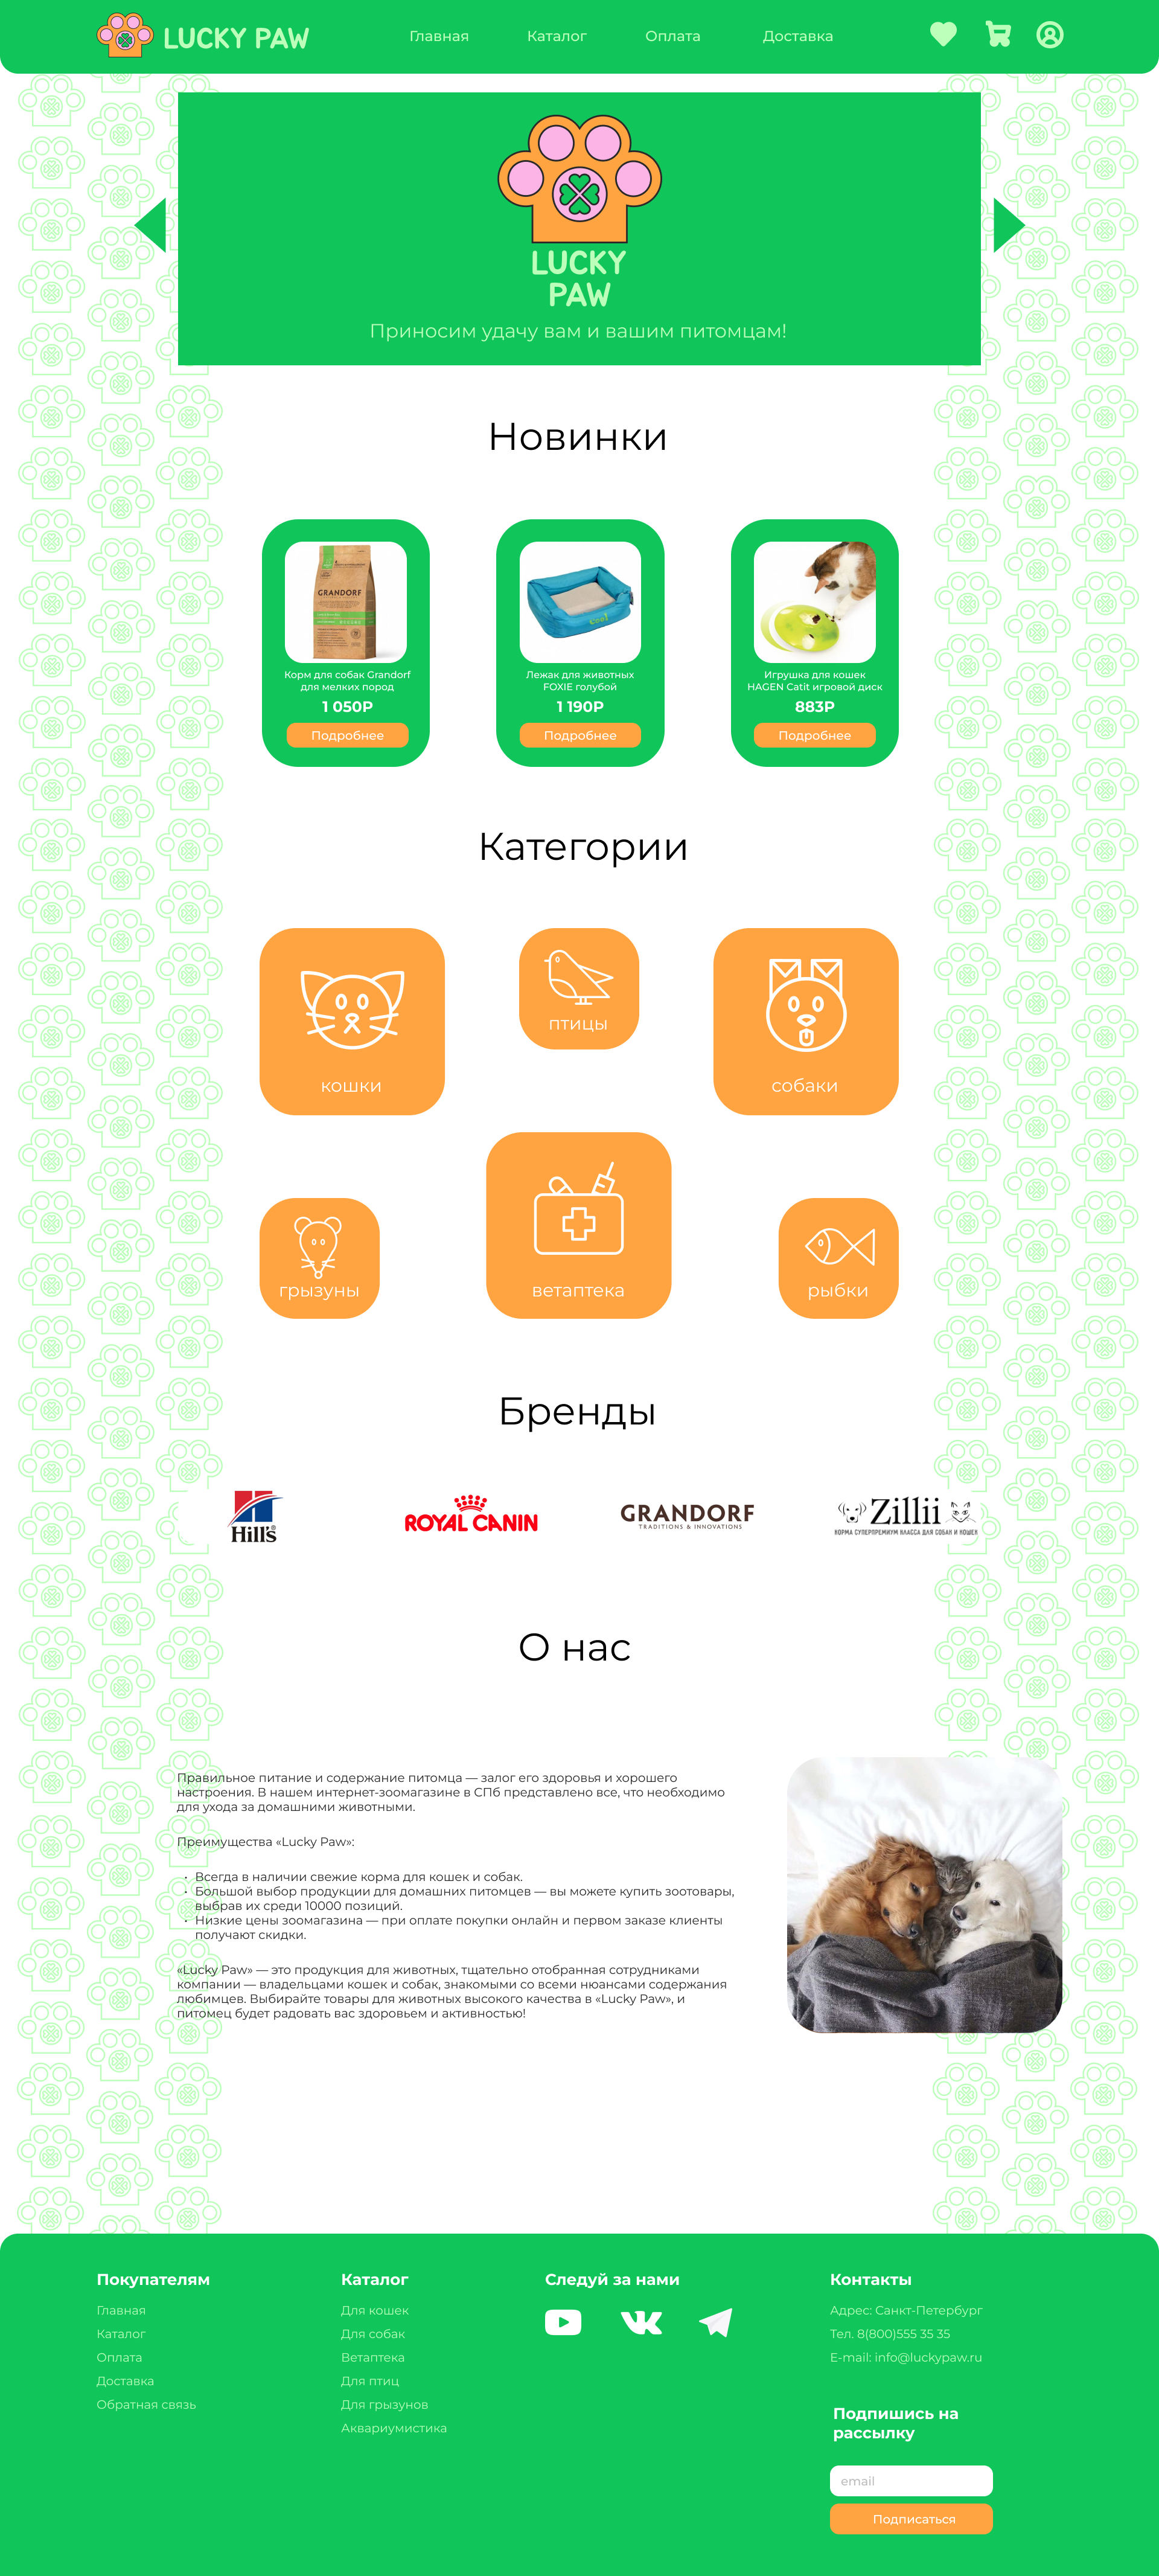 LUCKY PAW
Главная
Каталог
Оплата
Доставка
LUCKY
PAW
Приносим удачу вам и вашим питомцам!
Новинки
GRANDORF
Корм для собак Grandorf
для мелких пород
1 050Р
Подробнее
Cool
Лежак для животных
FOXIE голубой
1 190Р
Подробнее
Игрушка для кошек
HAGEN Catit игровой диск
883Р
Подробнее
Категории
кошки
птицы
собаки
грызуны
ветаптека
рыбки
Бренды
Hill's
ROYAL CANIN
GRANDORF
TRADITIONS & INNOVATIONS
Zillii
КОРМА СУПЕРПРЕМИУМ КЛАССА ДЛЯ СОБАК И КОШЕК
О нас
Правильное питание и содержание питомца — залог его здоровья и хорошего
настроения. В нашем интернет-зоомагазине в СПб представлено все, что необходимо
для ухода за домашними животными.
Преимущества «Lucky Paw»:
• Всегда в наличии свежие корма для кошек и собак.
• Большой выбор продукции для домашних питомцев — вы можете купить зоотовары,
выбрав их среди 10000 позиций.
• Низкие цены зоомагазина — при оплате покупки онлайн и первом заказе клиенты
получают скидки.
«Lucky Paw» — это продукция для животных, тщательно отобранная сотрудниками
компании — владельцами кошек и собак, знакомыми со всеми нюансами содержания
любимцев. Выбирайте товары для животных высокого качества в «Lucky Paw», и
питомец будет радовать вас здоровьем и активностью!
Покупателям
Главная
Каталог
Оплата
Доставка
Обратная связь
Каталог
Для кошек
Для собак
Ветаптека
Для птиц
Для грызунов
Аквариумистика
Следуй за нами
Контакты
Адрес: Санкт-Петербург
Тел. 8(800)555 35 35
E-mail: info@luckypaw.ru
Подпишись на
рассылку
email
Подписаться